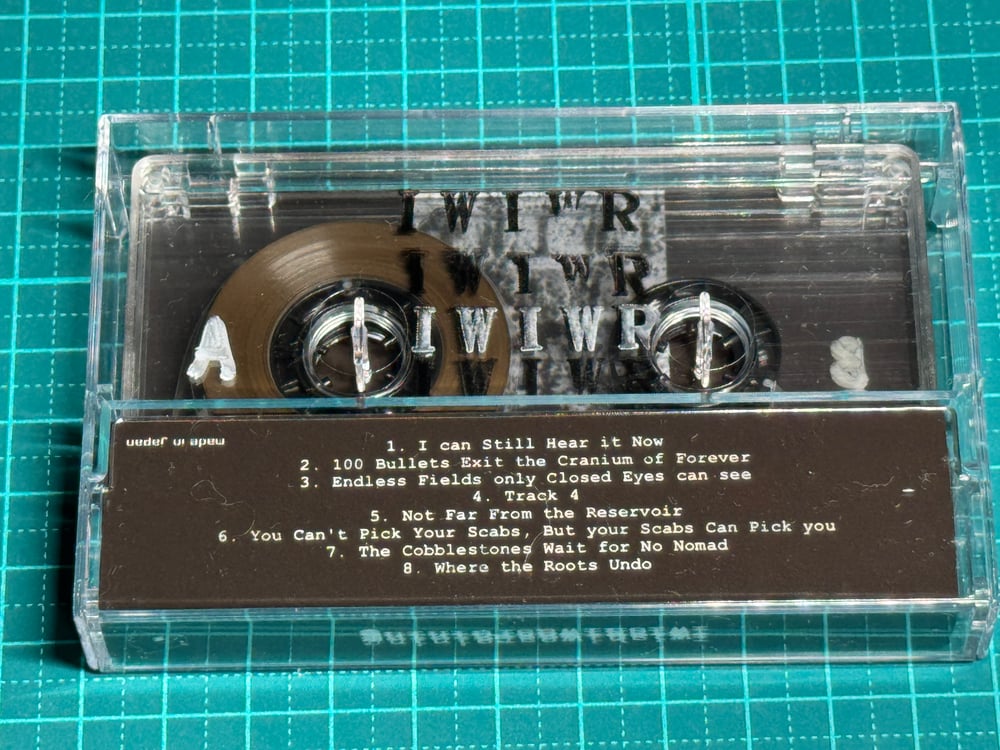 I W I W R
I W I W R
A I W I W R
made in japan
1. I can Still Hear it Now
2. 100 Bullets Exit the Cranium of Forever
3. Endless Fields only Closed Eyes can see
4. Track 4
5. Not Far From the Reservoir
6. You Can't Pick Your Scabs, But your Scabs Can Pick you
7. The Cobblestones Wait for No Nomad
8. Where the Roots Undo